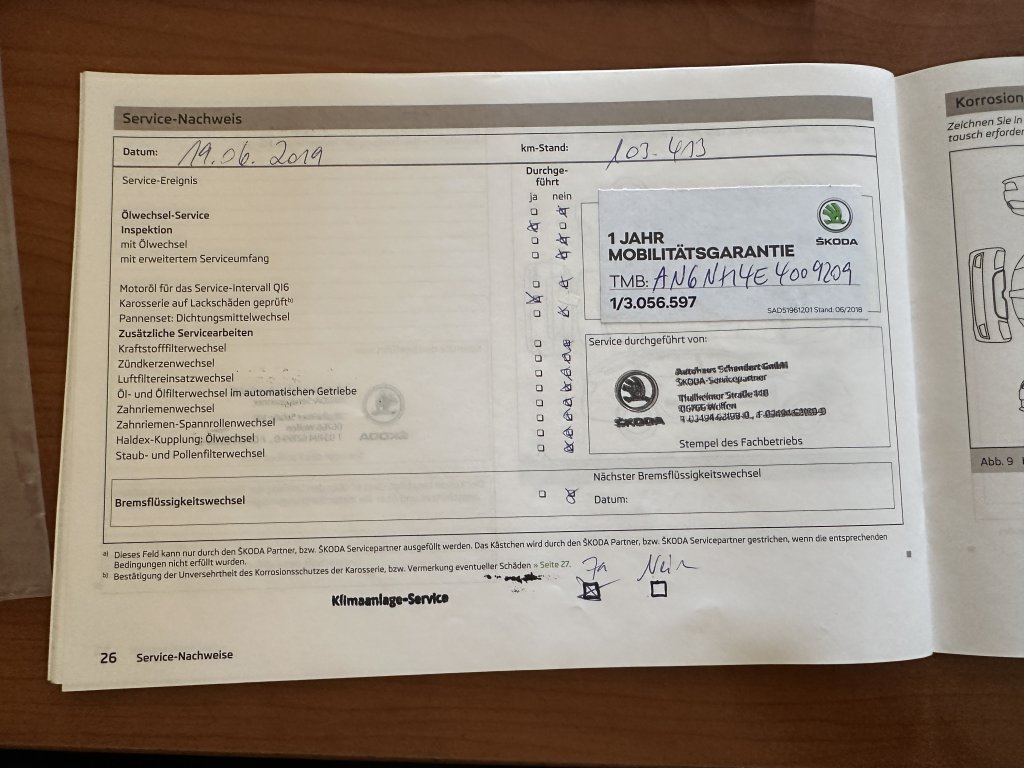 Service-Nachweis
Datum: 19.06.2019
km-Stand: 103.413
Service-Ereignis
Durchge-
führt
ja nein
Ölwechsel-Service
Inspektion
mit Ölwechsel
mit erweitertem Serviceumfang
Motoröl für das Service-Intervall QI6
Karosserie auf Lackschäden geprüft b)
Pannenset: Dichtungsmittelwechsel
Zusätzliche Servicearbeiten
Kraftstofffilterwechsel
Zündkerzenwechsel
Luftfiltereinsatzwechsel
Öl- und Ölfilterwechsel im automatischen Getriebe
Zahnriemenwechsel
Zahnriemen-Spannrollenwechsel
Haldex-Kupplung: Ölwechsel
Staub- und Pollenfilterwechsel
ŠKODA
1 JAHR
MOBILITÄTSGARANTIE
TMB: AN6NH4E4009209
1/3.056.597
SAD51961201 Stand: 06/2018
Service durchgeführt von:
ŠKODA
ŠKODA-Servicepartner
Thalheimer Straße
06766 Wolfen
Stempel des Fachbetriebs
Bremsflüssigkeitswechsel
Nächster Bremsflüssigkeitswechsel
Datum:
a) Dieses Feld kann nur durch den ŠKODA Partner, bzw. ŠKODA Servicepartner ausgefüllt werden. Das Kästchen wird durch den ŠKODA Partner, bzw. ŠKODA Servicepartner gestrichen, wenn die entsprechenden
Bedingungen nicht erfüllt wurden.
b) Bestätigung der Unversehrtheit des Korrosionsschutzes der Karosserie, bzw. Vermerkung eventueller Schäden » Seite 27.
Ja Nein
Klimaanlage-Service
26 Service-Nachweise
Korrosion
Zeichnen Sie in
tausch erforder
Abb. 9